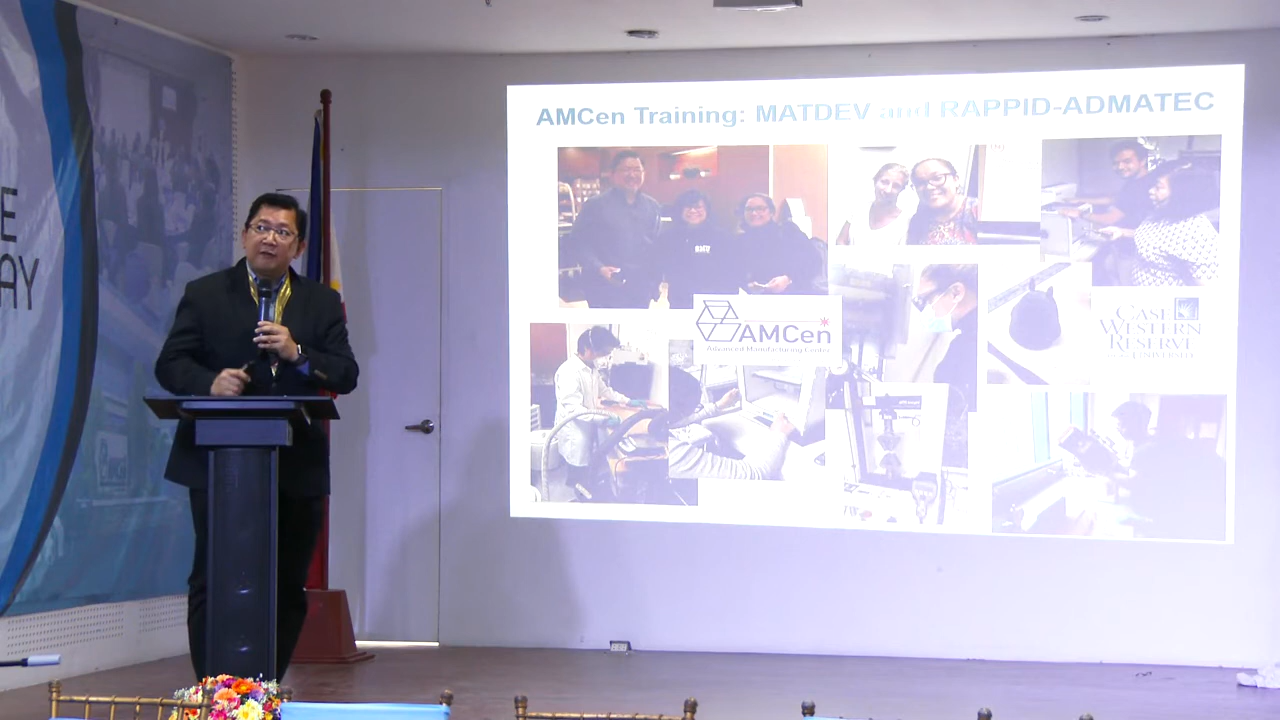 E
AY
AMCen Training: MATDEV and RAPPID-ADMATEC
AMCen
Advanced Manufacturing Center
CASE
WESTERN
RESERVE
UNIVERSITY